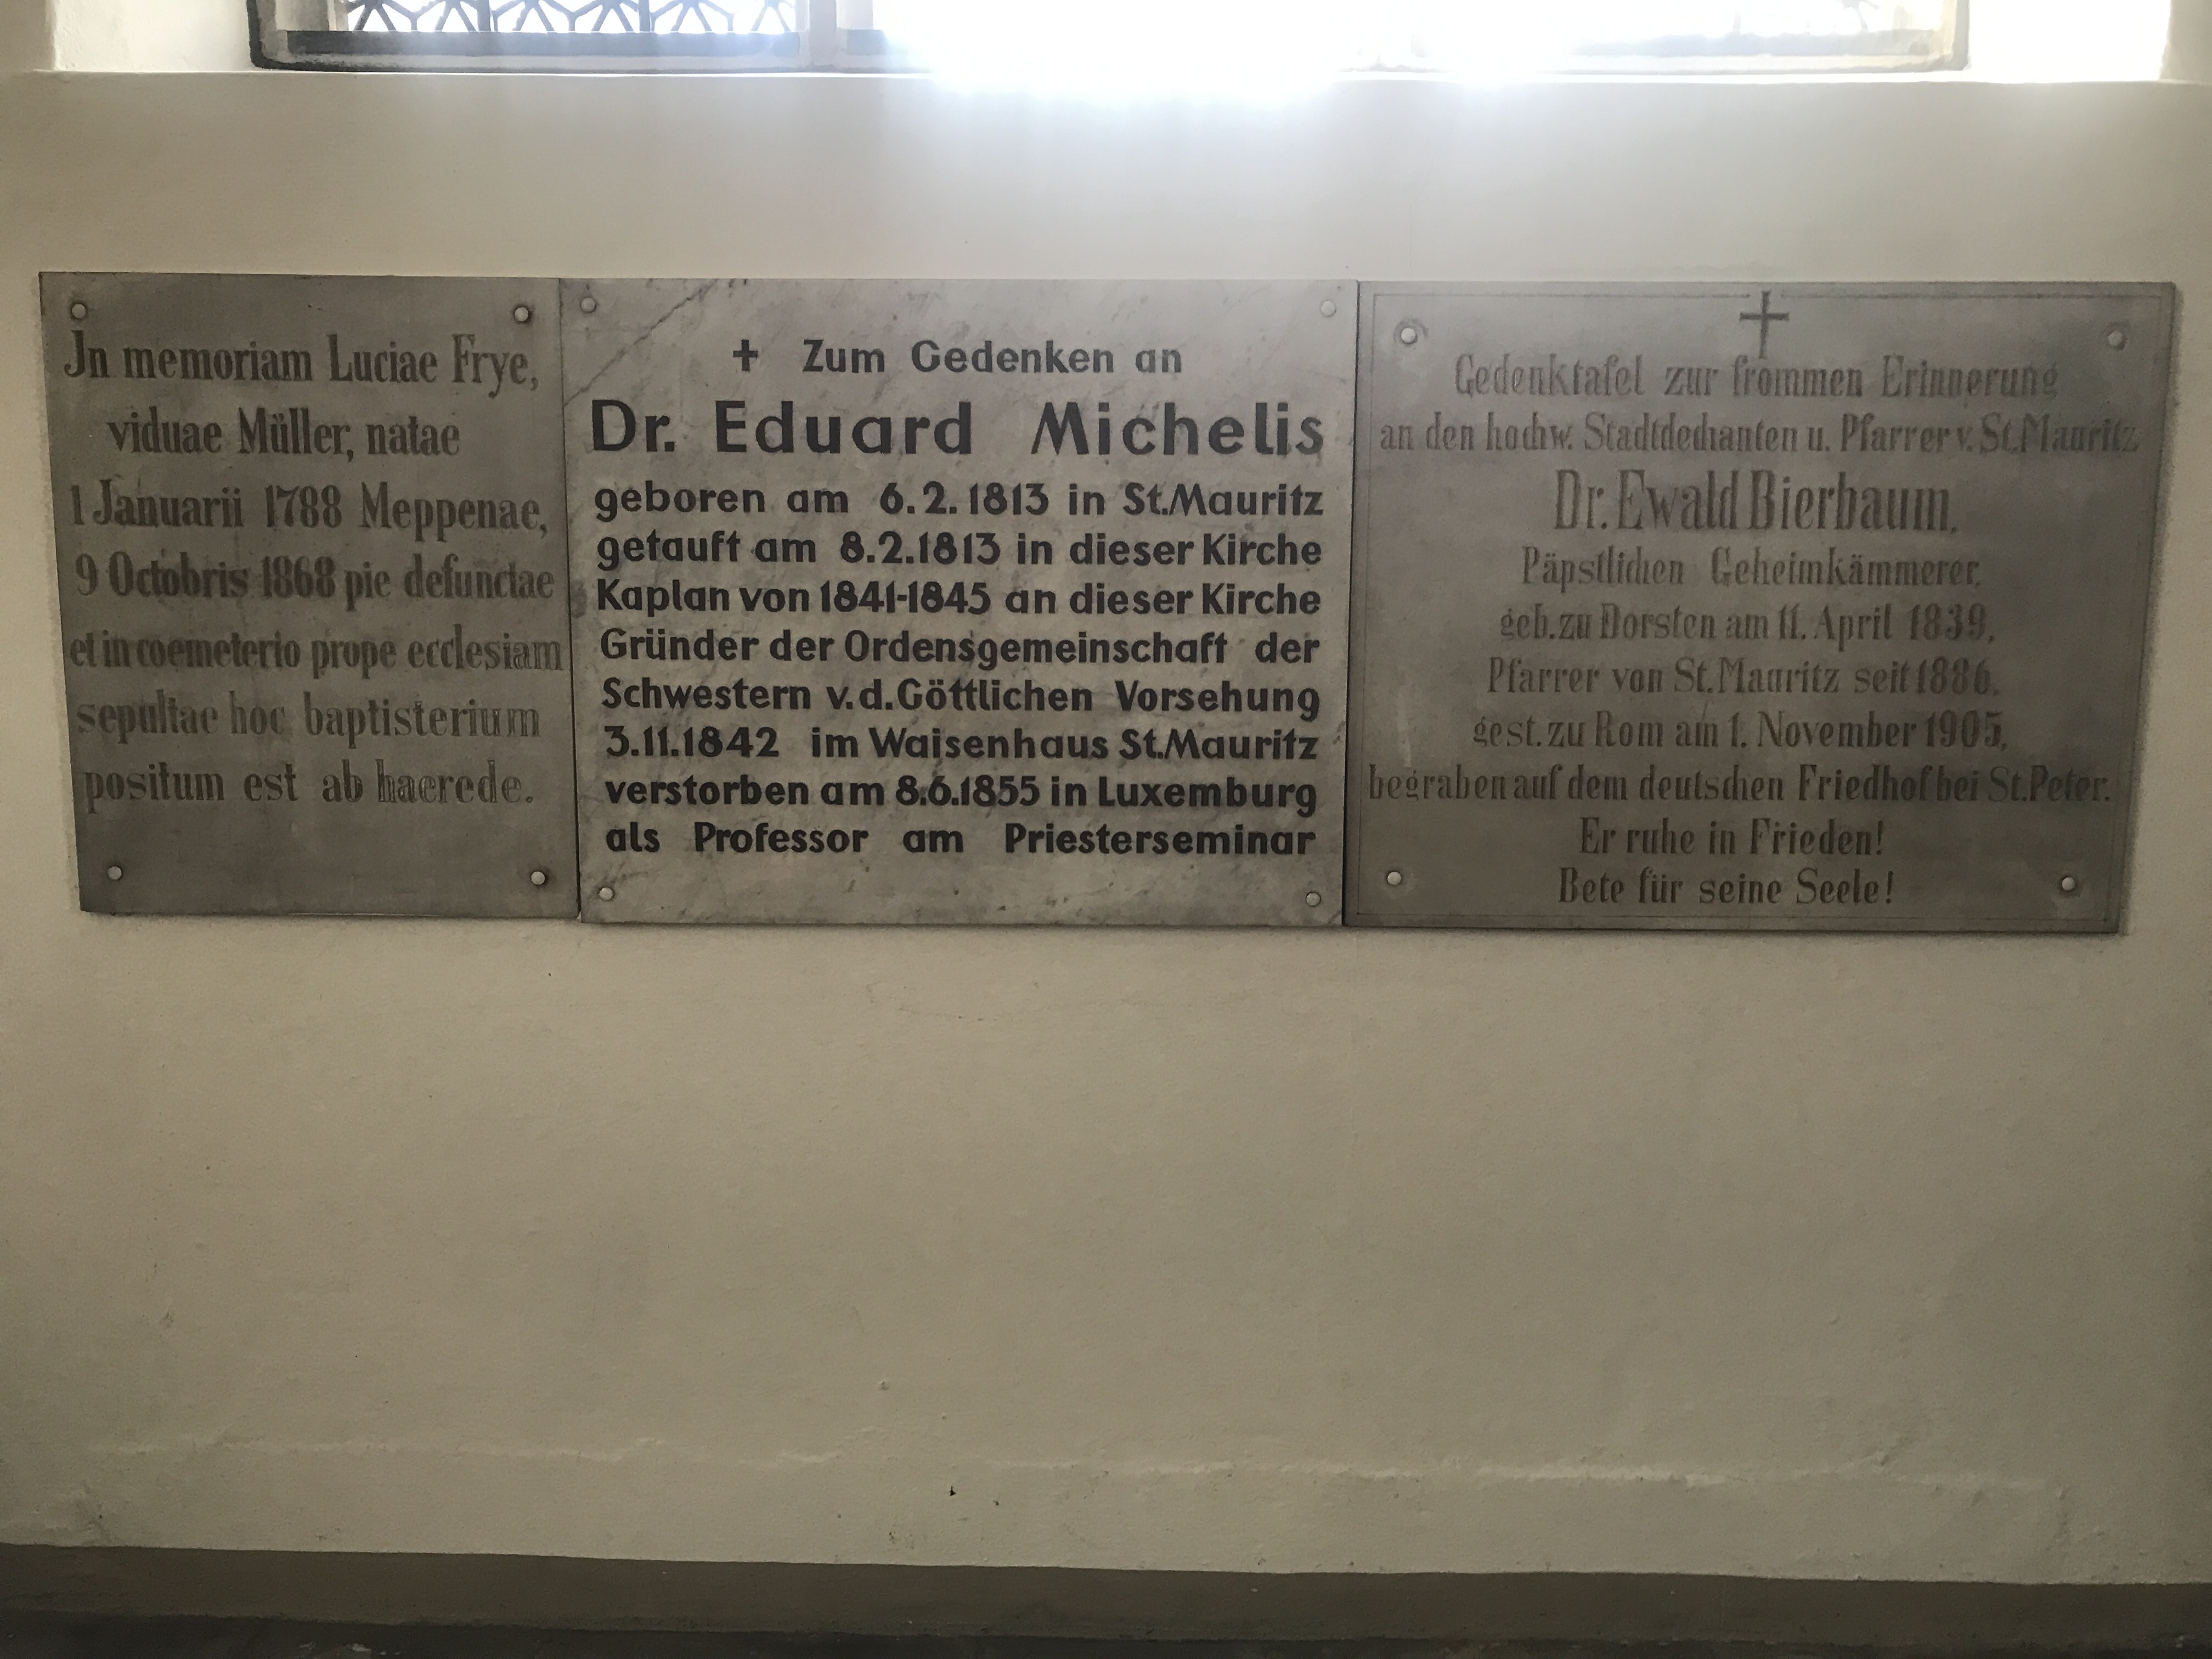 Jn memoriam Luciae Frye,
viduae Müller, natae
1 Januarii 1788 Meppenae,
9 Octobris 1868 pie defunctae
et in coemeterio prope ecclesiam
sepultae hoc baptisterium
positum est ab haerede.
+ Zum Gedenken an
Dr. Eduard Michelis
geboren am 6.2.1813 in St.Mauritz
getauft am 8.2.1813 in dieser Kirche
Kaplan von 1841-1845 an dieser Kirche
Gründer der Ordensgemeinschaft der
Schwestern v.d.Göttlichen Vorsehung
3.11.1842 im Waisenhaus St.Mauritz
verstorben am 8.6.1855 in Luxemburg
als Professor am Priesterseminar
Gedenktafel zur frommen Erinnerung
an den hochw. Stadtdechanten u. Pfarrer v. St.Mauritz
Dr. Ewald Bierbaum,
Päpstlichen Geheimkämmerer,
geb. zu Dorsten am 11. April 1839,
Pfarrer von St. Mauritz seit 1886,
gest. zu Rom am 1. November 1905,
begraben auf dem deutschen Friedhof bei St.Peter.
Er ruhe in Frieden!
Bete für seine Seele!